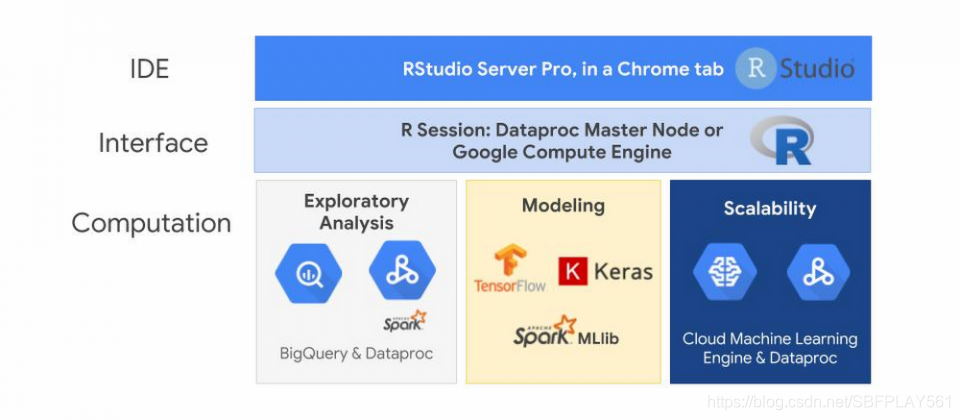 IDE
RStudio Server Pro, in a Chrome tab
R Studio
Interface
R Session: Dataproc Master Node or
Google Compute Engine
R
Computation
Exploratory
Analysis
APACHE
Spark
BigQuery & Dataproc
Modeling
TensorFlow
K Keras
APACHE
Spark MLlib
Scalability
Cloud Machine Learning
Engine & Dataproc
https://blog.csdn.net/SBFPLAY561